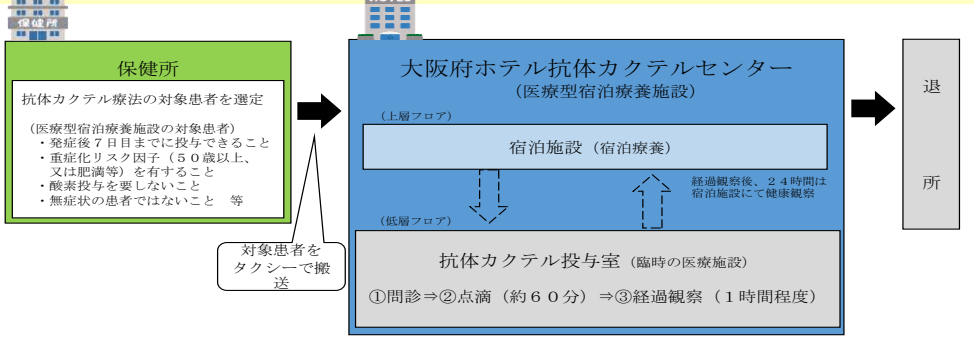 保健所
HOTEL
保健所
抗体カクテル療法の対象患者を選定
（医療型宿泊療養施設の対象患者）
・発症後７日目までに投与できること
・重症化リスク因子（５０歳以上、
又は肥満等）を有すること
・酸素投与を要しないこと
・無症状の患者ではないこと　等
対象患者を
タクシーで搬
送
大阪府ホテル抗体カクテルセンター
（医療型宿泊療養施設）
（上層フロア）
宿泊施設（宿泊療養）
経過観察後、２４時間は
宿泊施設にて健康観察
（低層フロア）
抗体カクテル投与室（臨時の医療施設）
①問診⇒②点滴（約６０分）⇒③経過観察（１時間程度）
退
所